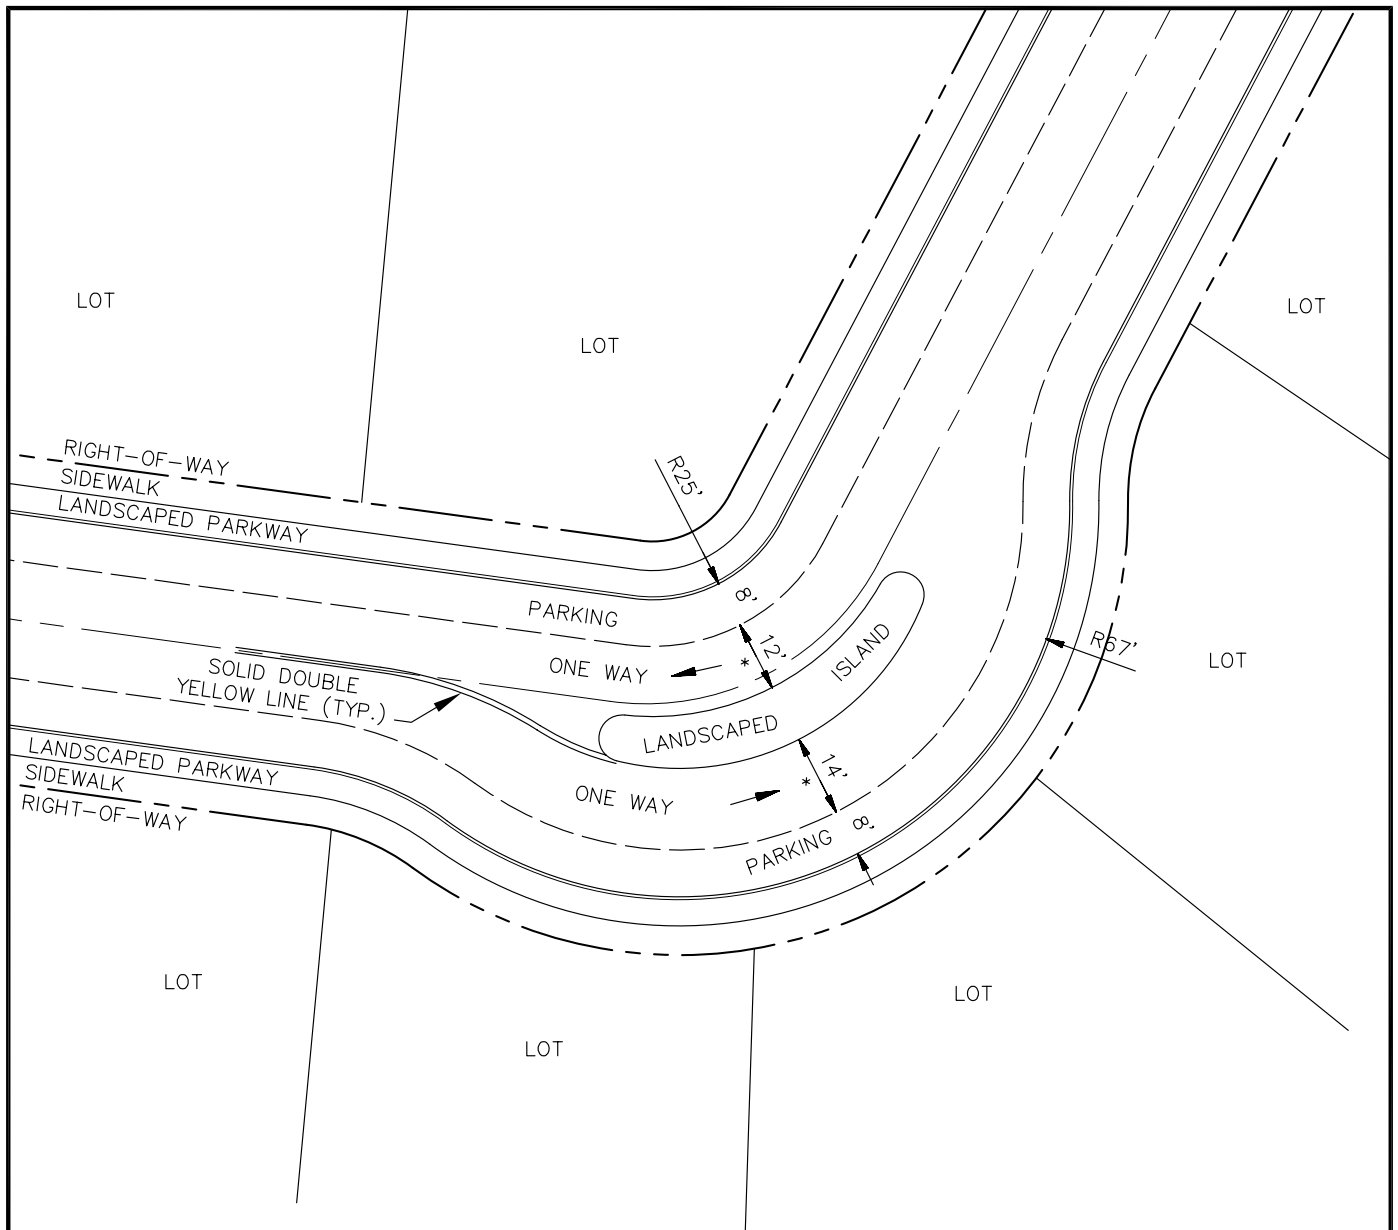 LOT
LOT
LOT
RIGHT-OF-WAY
SIDEWALK
LANDSCAPED PARKWAY
R25'
PARKING
8'
12'
*
ONE WAY
ISLAND
R67'
LOT
SOLID DOUBLE
YELLOW LINE (TYP.)
LANDSCAPED
LANDSCAPED PARKWAY
SIDEWALK
RIGHT-OF-WAY
14'
*
ONE WAY
8'
PARKING
LOT
LOT
LOT